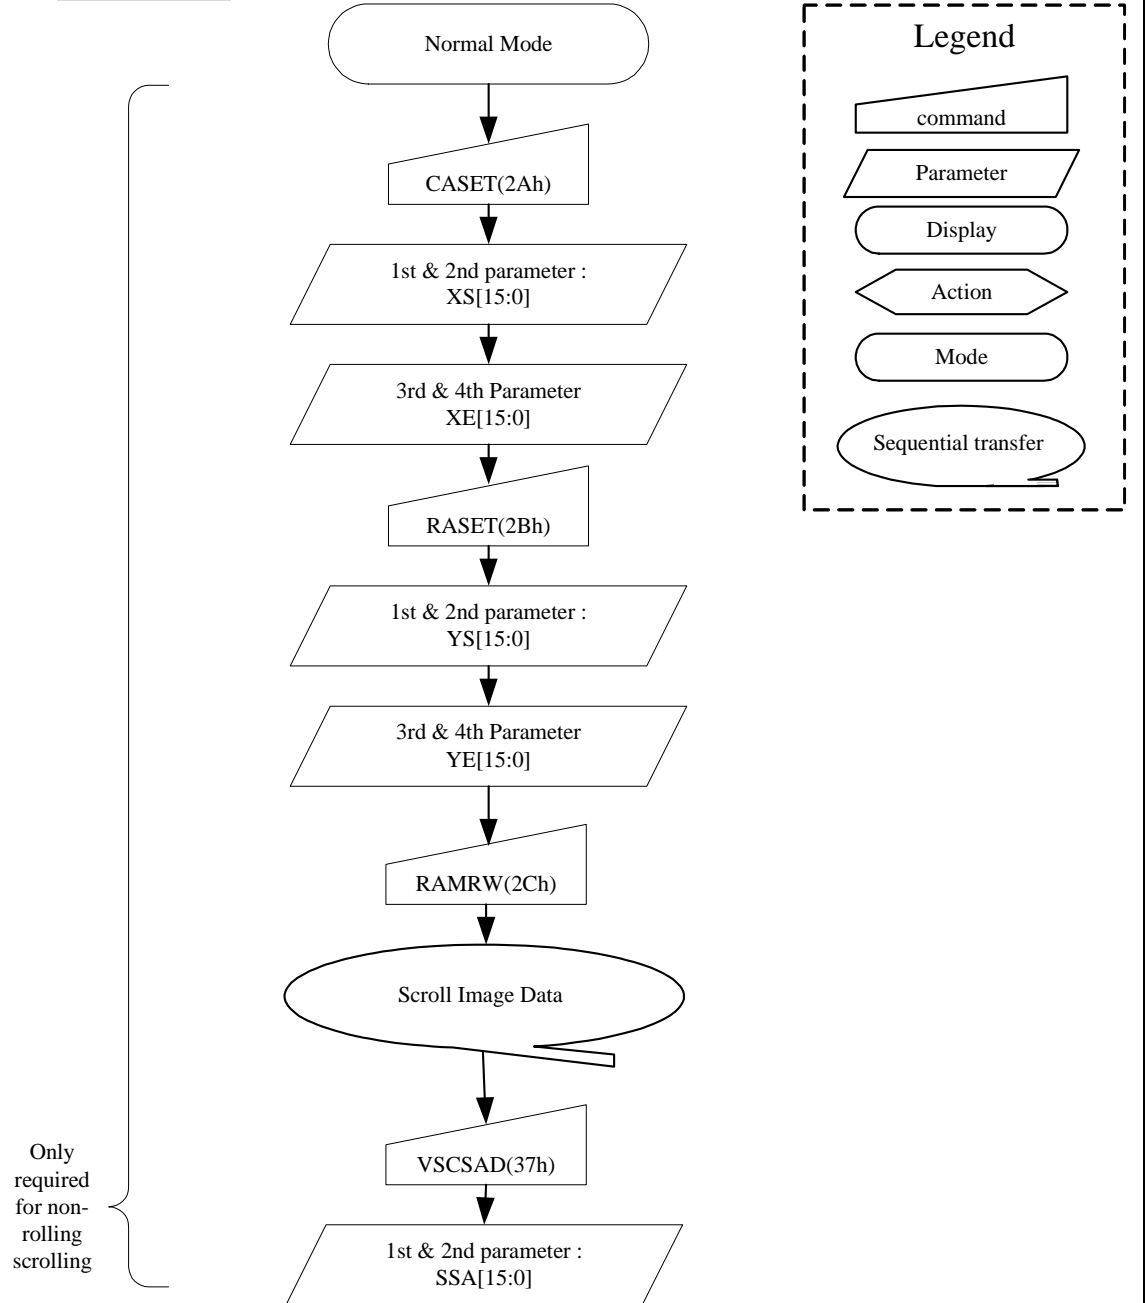 Normal Mode
CASET(2Ah)
1st & 2nd parameter :
XS[15:0]
3rd & 4th Parameter
XE[15:0]
RASET(2Bh)
1st & 2nd parameter :
YS[15:0]
3rd & 4th Parameter
YE[15:0]
RAMRW(2Ch)
Scroll Image Data
VSCSAD(37h)
1st & 2nd parameter :
SSA[15:0]
Only
required
for non-
rolling
scrolling
Legend
command
Parameter
Display
Action
Mode
Sequential transfer